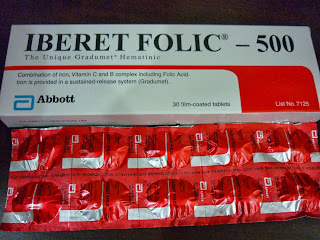 IBERET FOLIC® – 500
The Unique Gradumet® Hematinic
Combination of Iron, Vitamin C and B complex including Folic Acid.
Iron is provided in a sustained-release system (Gradumet).
Abbott
30 film-coated tablets
List No. 7125